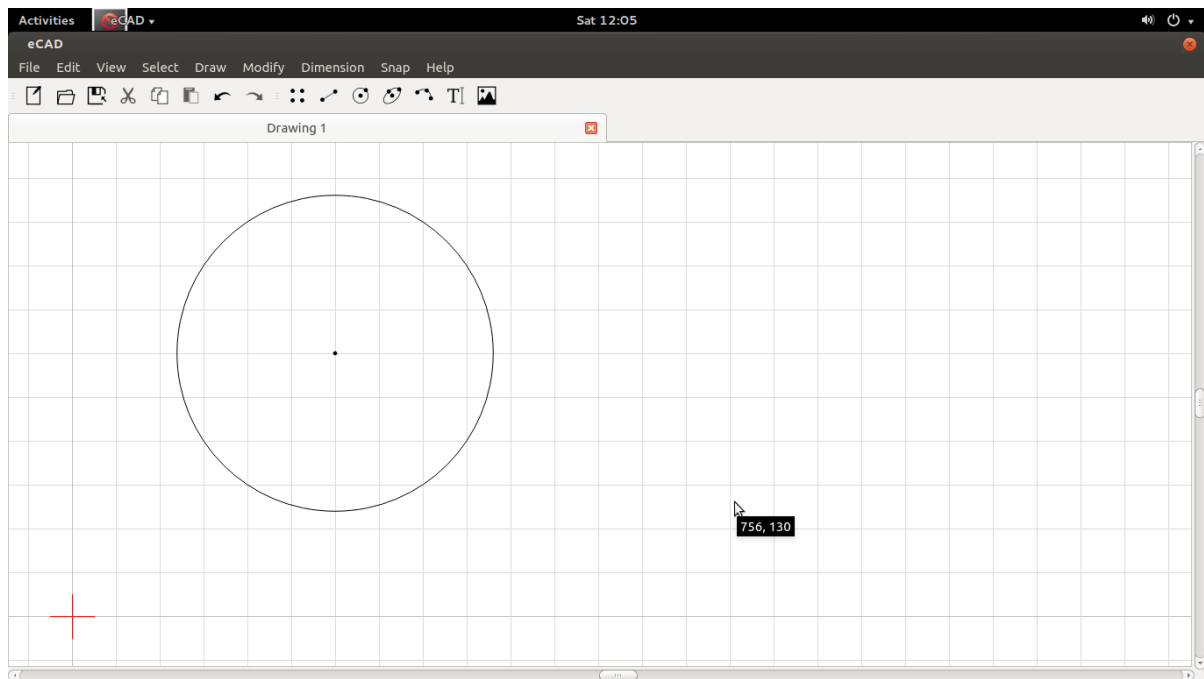 Activities eCAD Sat 12:05
eCAD
File Edit View Select Draw Modify Dimension Snap Help
T
Drawing 1
756, 130